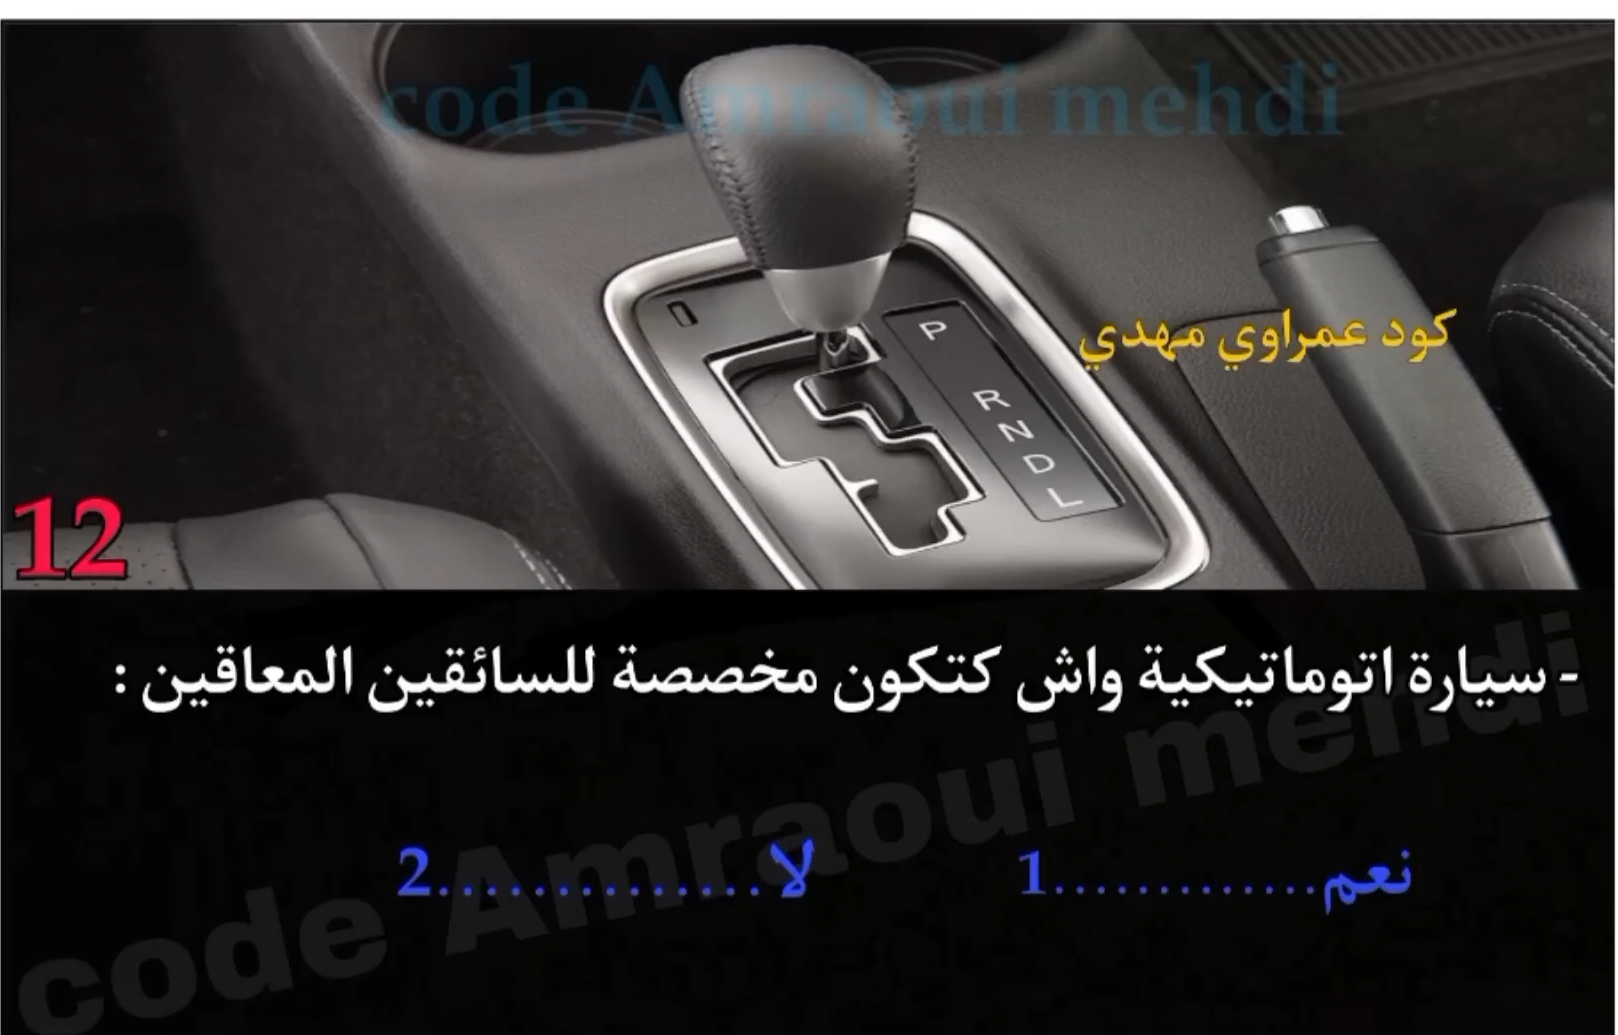 code Amraoui mehdi
كود عمراوي مهدي
P
R
N
D
L
12
- سيارة اتوماتيكية واش كتكون مخصصة للسائقين المعاقين :
نعم.............1 لا..............2
code Amraoui mehdi